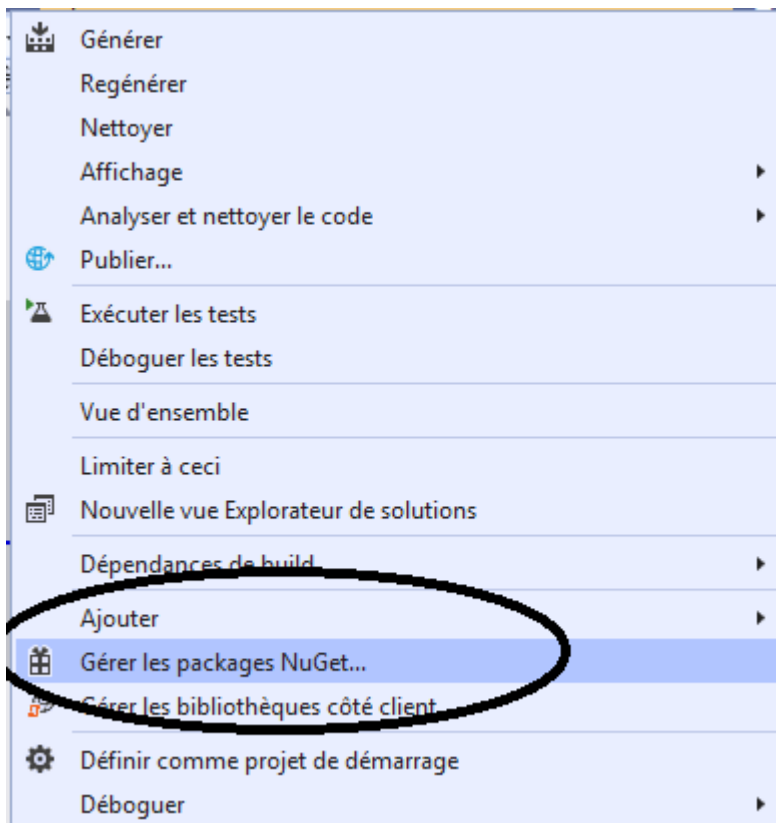 Générer
Regénérer
Nettoyer
Affichage
Analyser et nettoyer le code
Publier...
Exécuter les tests
Déboguer les tests
Vue d'ensemble
Limiter à ceci
Nouvelle vue Explorateur de solutions
Dépendances de build
Ajouter
Gérer les packages NuGet...
Gérer les bibliothèques côté client
Définir comme projet de démarrage
Déboguer